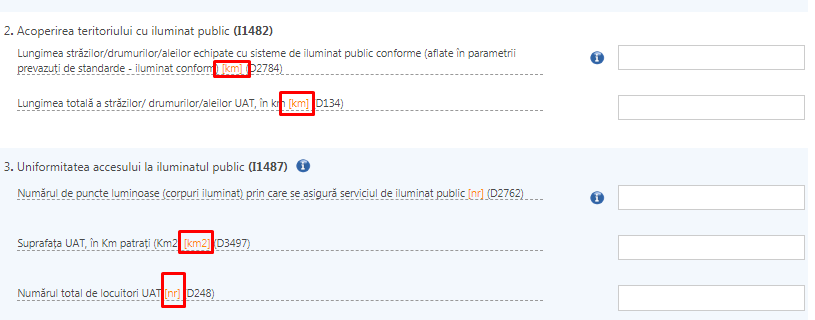 2. Acoperirea teritoriului cu iluminat public (I1482)
Lungimea străzilor/drumurilor/aleilor echipate cu sisteme de iluminat public conforme (aflate în parametrii
prevazuți de standarde - iluminat conform) [km] (D2784)
Lungimea totală a străzilor/ drumurilor/aleilor UAT, în km [km] (D134)
3. Uniformitatea accesului la iluminatul public (I1487)
Numărul de puncte luminoase (corpuri iluminat) prin care se asigură serviciul de iluminat public [nr] (D2762)
Suprafața UAT, în Km patrați (Km2) [km2] (D3497)
Numărul total de locuitori UAT [nr] (D248)